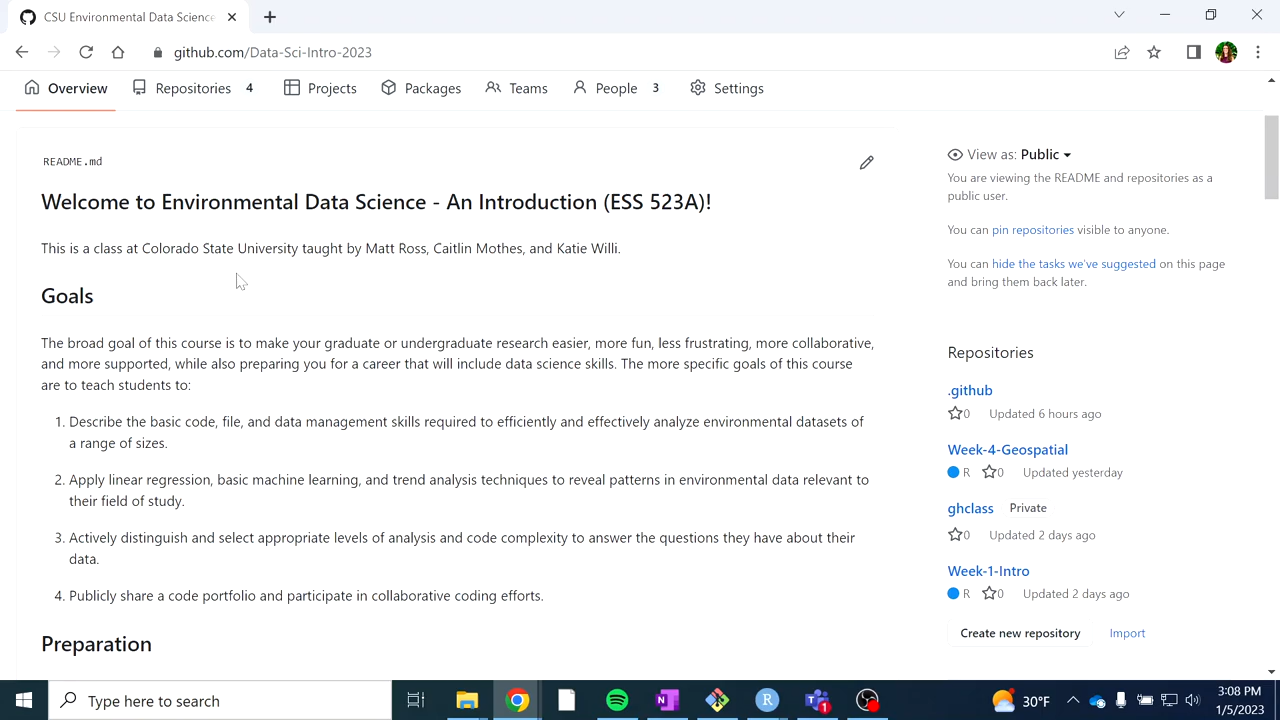 CSU Environmental Data Science
github.com/Data-Sci-Intro-2023
Overview
Repositories 4
Projects
Packages
Teams
People 3
Settings
README.md
Welcome to Environmental Data Science - An Introduction (ESS 523A)!
This is a class at Colorado State University taught by Matt Ross, Caitlin Mothes, and Katie Willi.
Goals
The broad goal of this course is to make your graduate or undergraduate research easier, more fun, less frustrating, more collaborative,
and more supported, while also preparing you for a career that will include data science skills. The more specific goals of this course
are to teach students to:
1. Describe the basic code, file, and data management skills required to efficiently and effectively analyze environmental datasets of
a range of sizes.
2. Apply linear regression, basic machine learning, and trend analysis techniques to reveal patterns in environmental data relevant to
their field of study.
3. Actively distinguish and select appropriate levels of analysis and code complexity to answer the questions they have about their
data.
4. Publicly share a code portfolio and participate in collaborative coding efforts.
Preparation
View as: Public
You are viewing the README and repositories as a
public user.
You can pin repositories visible to anyone.
You can hide the tasks we've suggested on this page
and bring them back later.
Repositories
.github
0 Updated 6 hours ago
Week-4-Geospatial
R 0 Updated yesterday
ghclass Private
0 Updated 2 days ago
Week-1-Intro
R 0 Updated 2 days ago
Create new repository Import
Type here to search
R
1
30°F
3:08 PM
1/5/2023